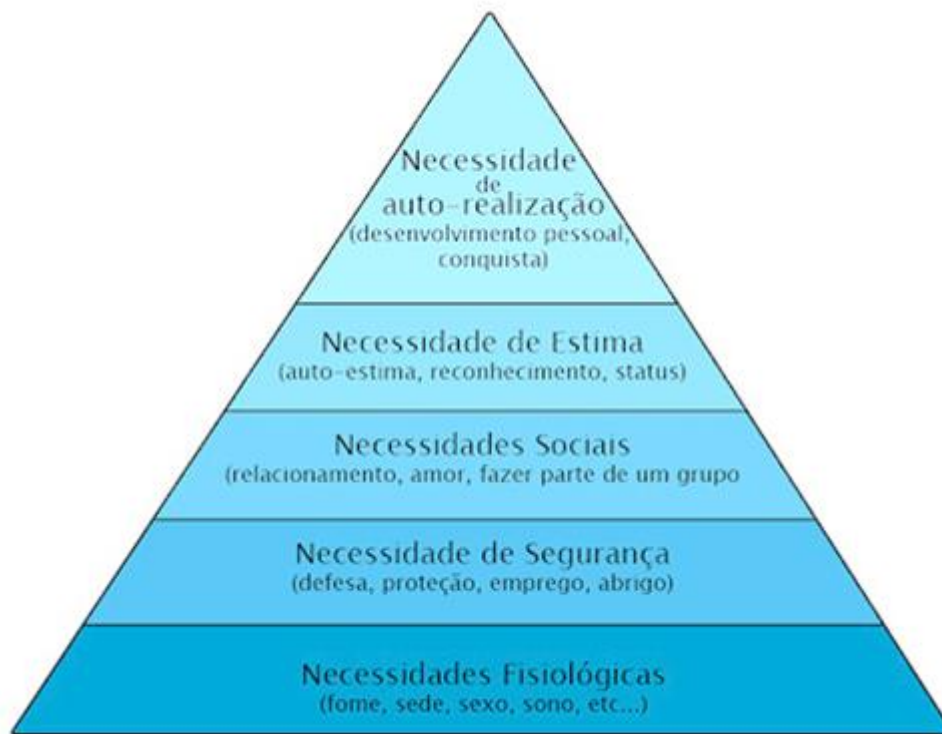 Necessidade
de
auto-realização
(desenvolvimento pessoal,
conquista)
Necessidade de Estima
(auto-estima, reconhecimento, status)
Necessidades Sociais
(relacionamento, amor, fazer parte de um grupo
Necessidade de Segurança
(defesa, proteção, emprego, abrigo)
Necessidades Fisiológicas
(fome, sede, sexo, sono, etc...)